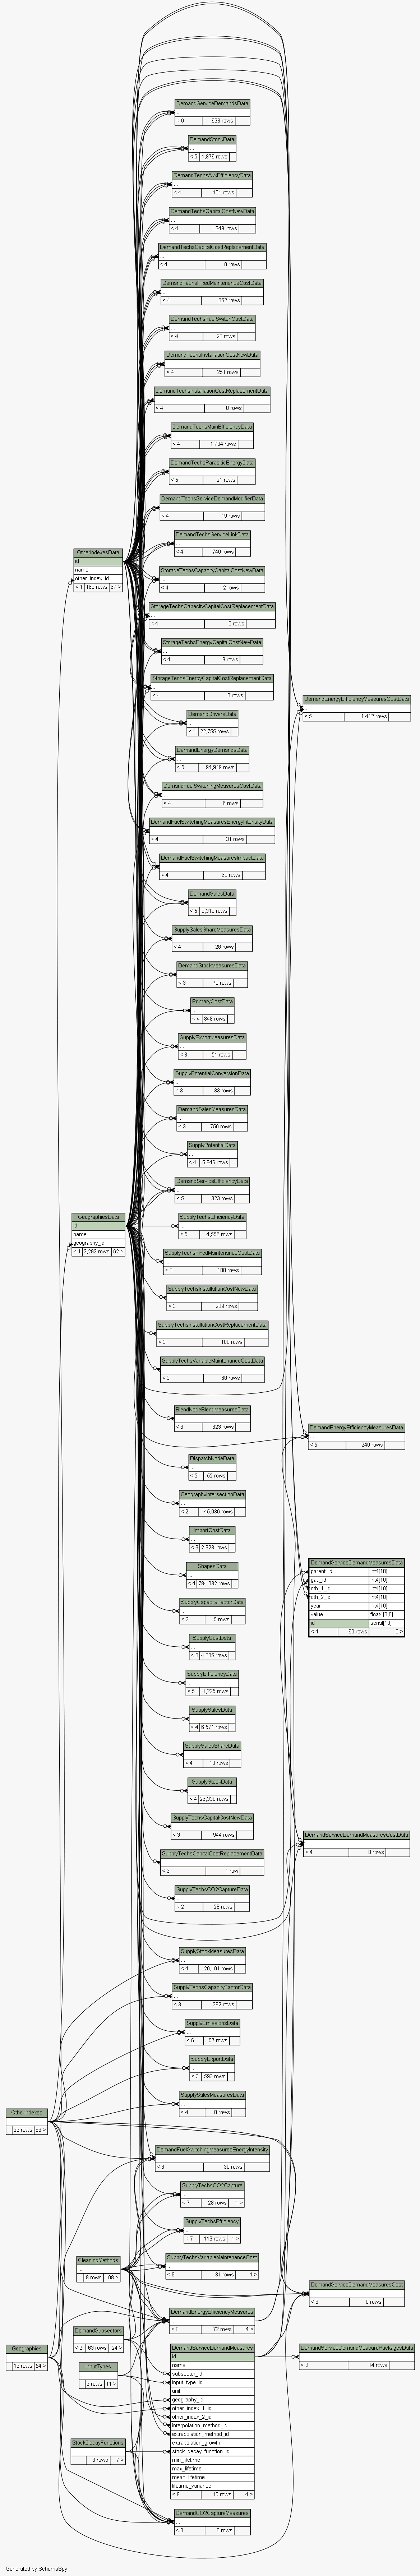 DemandServiceDemandsData
...
< 6 693 rows
DemandStockData
...
< 5 1,878 rows
DemandTechsAuxEfficiencyData
...
< 4 101 rows
DemandTechsCapitalCostNewData
...
< 4 1,349 rows
DemandTechsCapitalCostReplacementData
...
< 4 0 rows
DemandTechsFixedMaintenanceCostData
...
< 4 352 rows
DemandTechsFuelSwitchCostData
...
< 4 20 rows
DemandTechsInstallationCostNewData
...
< 4 251 rows
DemandTechsInstallationCostReplacementData
...
< 4 0 rows
DemandTechsMainEfficiencyData
...
< 4 1,784 rows
DemandTechsParasiticEnergyData
...
< 5 21 rows
DemandTechsServiceDemandModifierData
...
< 4 19 rows
DemandTechsServiceLinkData
...
< 4 740 rows
OtherIndexesData
id
name
other_index_id
< 1 163 rows 67 >
StorageTechsCapacityCapitalCostNewData
...
< 4 2 rows
StorageTechsCapacityCapitalCostReplacementData
...
< 4 0 rows
StorageTechsEnergyCapitalCostNewData
...
< 4 9 rows
StorageTechsEnergyCapitalCostReplacementData
...
< 4 0 rows
DemandEnergyEfficiencyMeasuresCostData
...
< 5 1,412 rows
DemandDriversData
...
< 4 22,755 rows
DemandEnergyDemandsData
...
< 5 94,949 rows
DemandFuelSwitchingMeasuresCostData
...
< 4 6 rows
DemandFuelSwitchingMeasuresEnergyIntensityData
...
< 4 31 rows
DemandFuelSwitchingMeasuresImpactData
...
< 4 63 rows
DemandSalesData
...
< 5 3,319 rows
SupplySalesShareMeasuresData
...
< 4 28 rows
DemandStockMeasuresData
...
< 3 70 rows
PrimaryCostData
...
< 4 848 rows
SupplyExportMeasuresData
...
< 3 51 rows
SupplyPotentialConversionData
...
< 3 33 rows
DemandSalesMeasuresData
...
< 3 750 rows
SupplyPotentialData
...
< 4 5,846 rows
DemandServiceEfficiencyData
...
< 5 323 rows
GeographiesData
id
name
geography_id
< 1 3,283 rows 62 >
SupplyTechsEfficiencyData
...
< 5 4,556 rows
SupplyTechsFixedMaintenanceCostData
...
< 3 180 rows
SupplyTechsInstallationCostNewData
...
< 3 209 rows
SupplyTechsInstallationCostReplacementData
...
< 3 180 rows
SupplyTechsVariableMaintenanceCostData
...
< 3 88 rows
BlendNodeBlendMeasuresData
...
< 3 823 rows
DemandEnergyEfficiencyMeasuresData
...
< 5 240 rows
DispatchNodeData
...
< 2 52 rows
GeographyIntersectionData
...
< 2 45,036 rows
ImportCostData
...
< 3 2,923 rows
ShapesData
...
< 4 784,032 rows
DemandServiceDemandMeasuresData
parent_id int4[10]
gau_id int4[10]
oth_1_id int4[10]
oth_2_id int4[10]
year int4[10]
value float4[8,8]
id serial[10]
< 4 60 rows 0 >
SupplyCapacityFactorData
...
< 2 5 rows
SupplyCostData
...
< 3 4,035 rows
SupplyEfficiencyData
...
< 5 1,225 rows
SupplySalesData
...
< 4 6,571 rows
SupplySalesShareData
...
< 4 13 rows
SupplyStockData
...
< 4 26,338 rows
SupplyTechsCapitalCostNewData
...
< 3 944 rows
DemandServiceDemandMeasuresCostData
...
< 4 0 rows
SupplyTechsCapitalCostReplacementData
...
< 3 1 row
SupplyTechsCO2CaptureData
...
< 2 28 rows
SupplyStockMeasuresData
...
< 4 20,101 rows
SupplyTechsCapacityFactorData
...
< 3 392 rows
SupplyEmissionsData
...
< 6 57 rows
SupplyExportData
...
< 3 592 rows
SupplySalesMeasuresData
...
< 4 0 rows
OtherIndexes
...
28 rows 63 >
DemandFuelSwitchingMeasuresEnergyIntensity
...
< 6 30 rows
SupplyTechsCO2Capture
...
< 7 28 rows 1 >
SupplyTechsEfficiency
...
< 7 113 rows 1 >
CleaningMethods
...
8 rows 108 >
SupplyTechsVariableMaintenanceCost
...
< 8 81 rows 1 >
DemandServiceDemandMeasuresCost
...
< 8 0 rows
DemandEnergyEfficiencyMeasures
...
< 8 72 rows 4 >
DemandSubsectors
...
< 2 63 rows 24 >
Geographies
...
12 rows 54 >
DemandServiceDemandMeasurePackagesData
...
< 2 14 rows
InputTypes
...
2 rows 11 >
DemandServiceDemandMeasures
id
name
subsector_id
input_type_id
unit
geography_id
other_index_1_id
other_index_2_id
interpolation_method_id
extrapolation_method_id
extrapolation_growth
stock_decay_function_id
min_lifetime
max_lifetime
mean_lifetime
lifetime_variance
< 8 15 rows 4 >
StockDecayFunctions
...
3 rows 7 >
DemandCO2CaptureMeasures
...
< 8 0 rows
Generated by SchemaSpy